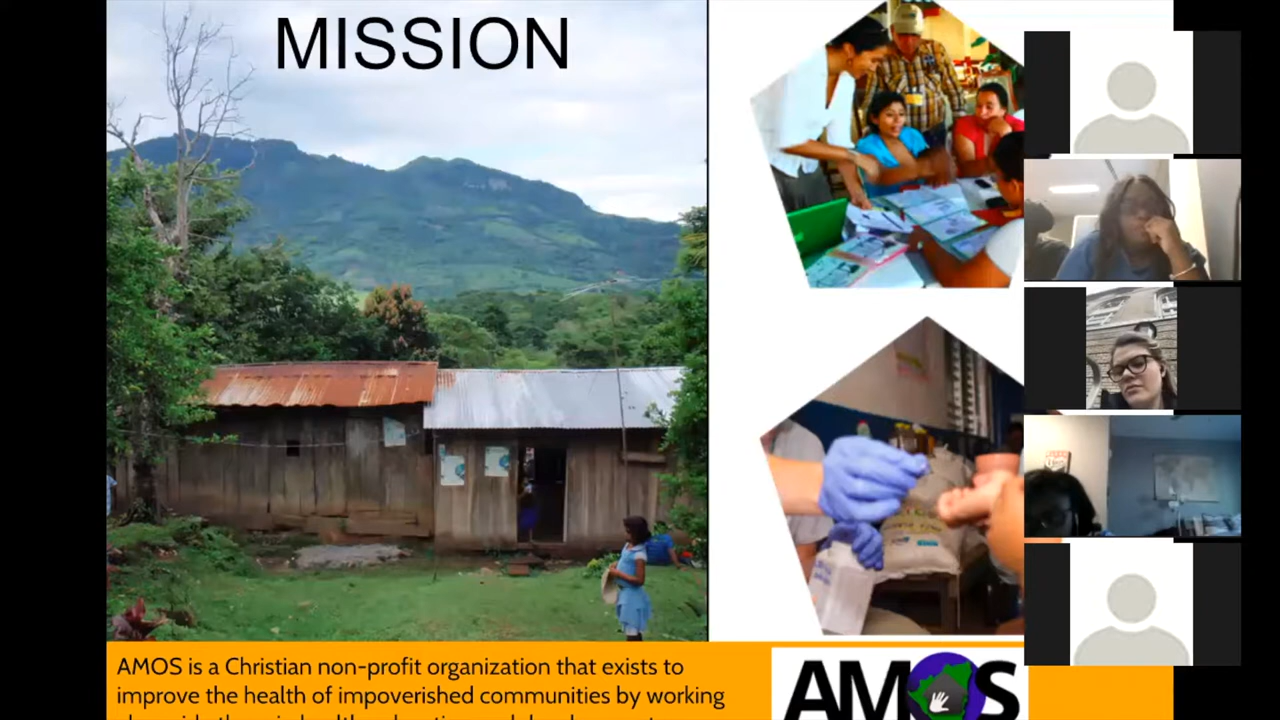 MISSION
AMOS is a Christian non-profit organization that exists to
improve the health of impoverished communities by working
AMOS